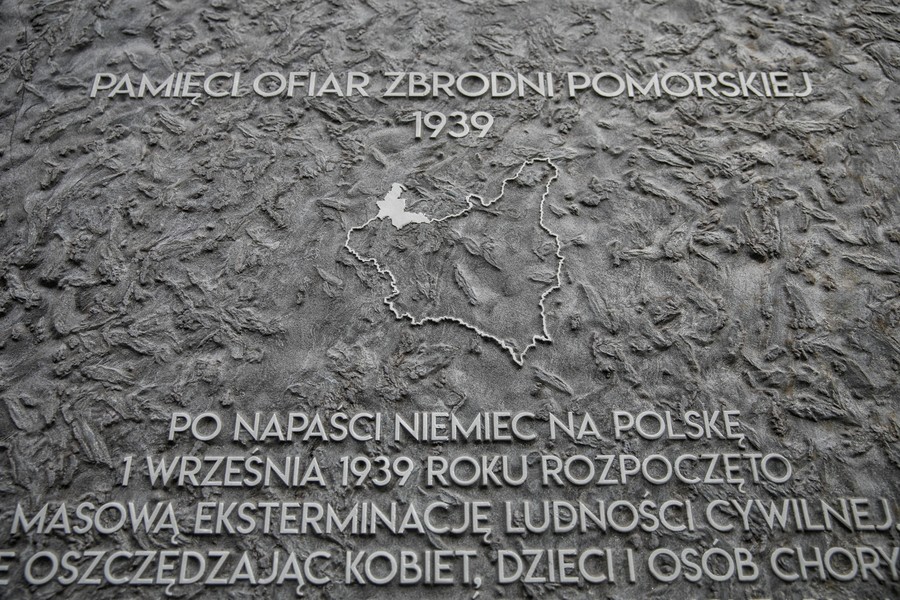 PAMIĘCI OFIAR ZBRODNI POMORSKIEJ
1939
PO NAPAŚCI NIEMIEC NA POLSKĘ
1 WRZEŚNIA 1939 ROKU ROZPOCZĘTO
MASOWĄ EKSTERMINACJĘ LUDNOŚCI CYWILNEJ,
E OSZCZĘDZAJĄC KOBIET, DZIECI I OSÓB CHORY